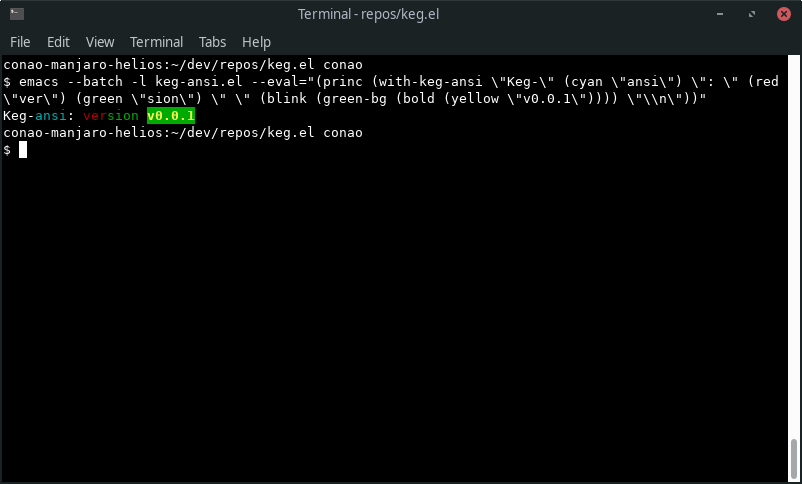 Terminal - repos/keg.el
File Edit View Terminal Tabs Help
conao-manjaro-helios:~/dev/repos/keg.el conao
$ emacs --batch -l keg-ansi.el --eval="(princ (with-keg-ansi \"Keg-\" (cyan \"ansi\") \": \" (red
\"ver\") (green \"sion\") \" \" (blink (green-bg (bold (yellow \"v0.0.1\")))) \"\\n\"))"
Keg-ansi: version v0.0.1
conao-manjaro-helios:~/dev/repos/keg.el conao
$